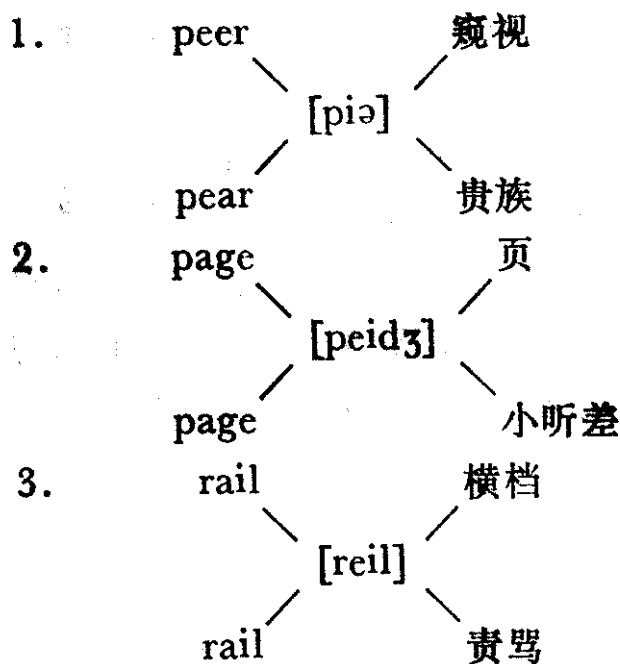 1. peer 窥视
[piə]
pear 贵族
2. page 页
[peidʒ]
page 小听差
3. rail 横档
[reil]
rail 责骂